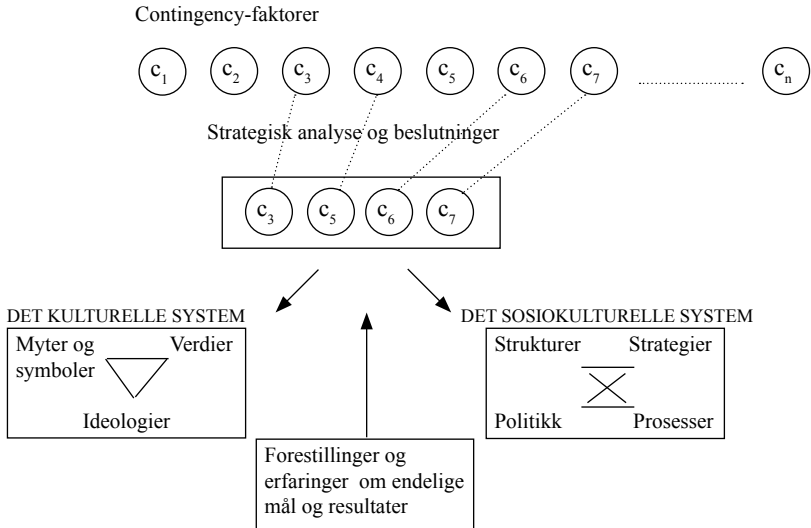 Contingency-faktorer
c1 c2 c3 c4 c5 c6 c7 ........................ cn
Strategisk analyse og beslutninger
c3 c5 c6 c7
DET KULTURELLE SYSTEM
Myter og Verdier
symboler
Ideologier
DET SOSIOKULTURELLE SYSTEM
Strukturer Strategier
Politikk Prosesser
Forestillinger og
erfaringer om endelige
mål og resultater